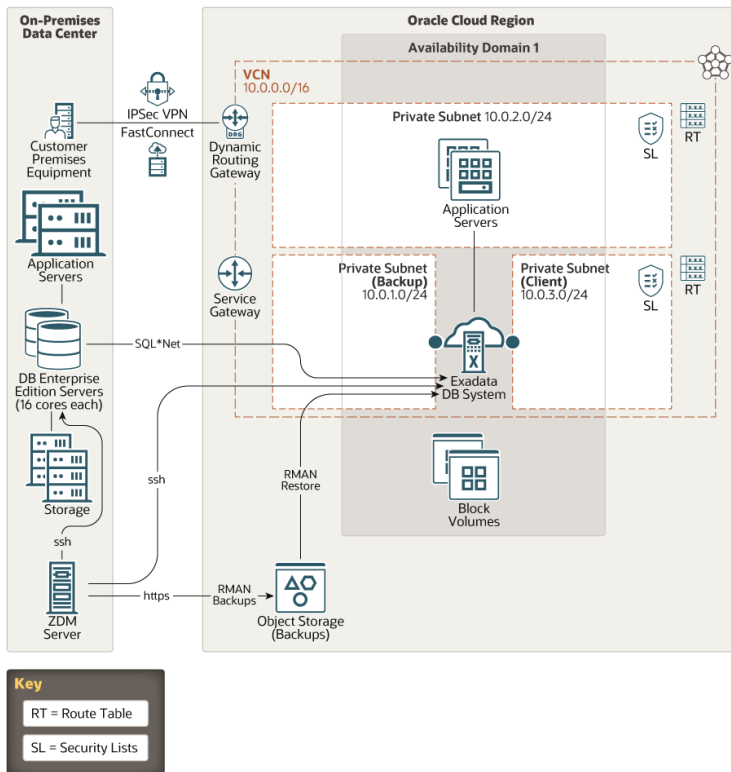 On-Premises
Data Center
Oracle Cloud Region
Availability Domain 1
VCN
10.0.0.0/16
IPSec VPN
FastConnect
Customer
Premises
Equipment
DRG
Dynamic
Routing
Gateway
Private Subnet 10.0.2.0/24
SL
X.X.X.
X.X.X.
X.X.X.
RT
Application
Servers
Application
Servers
Service
Gateway
Private Subnet
(Backup)
10.0.1.0/24
Private Subnet
(Client)
10.0.3.0/24
SL
X.X.X.
X.X.X.
X.X.X.
RT
SQL*Net
X
Exadata
DB System
DB Enterprise
Edition Servers
(16 cores each)
Storage
ssh
ssh
RMAN
Restore
Block
Volumes
ZDM
Server
https
RMAN
Backups
Object Storage
(Backups)
Key
RT = Route Table
SL = Security Lists